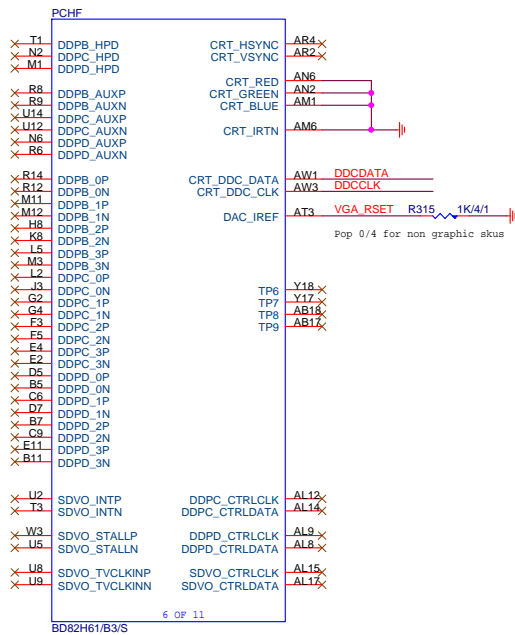 PCHF
T1 DDPB_HPD CRT_HSYNC AR4
N2 DDPC_HPD CRT_VSYNC AR2
M1 DDPD_HPD
CRT_RED AN6
R8 DDPB_AUXP CRT_GREEN AN2
R9 DDPB_AUXN CRT_BLUE AM1
U14 DDPC_AUXP
U12 DDPC_AUXN CRT_IRTN AM6
N6 DDPD_AUXP
R6 DDPD_AUXN
R14 DDPB_0P CRT_DDC_DATA AW1 DDCDATA
R12 DDPB_0N CRT_DDC_CLK AW3 DDCCLK
M11 DDPB_1P
M12 DDPB_1N DAC_IREF AT3 VGA_RSET R315 1K/4/1
H8 DDPB_2P
K8 DDPB_2N Pop 0/4 for non graphic skus
L5 DDPB_3P
M3 DDPB_3N
L2 DDPC_0P
J3 DDPC_0N TP6 Y18
G2 DDPC_1P TP7 Y17
G4 DDPC_1N TP8 AB18
F3 DDPC_2P TP9 AB17
F5 DDPC_2N
E4 DDPC_3P
E2 DDPC_3N
D5 DDPD_0P
B5 DDPD_0N
C6 DDPD_1P
D7 DDPD_1N
B7 DDPD_2P
C9 DDPD_2N
E11 DDPD_3P
B11 DDPD_3N
U2 SDVO_INTP DDPC_CTRLCLK AL12
T3 SDVO_INTN DDPC_CTRLDATA AL14
W3 SDVO_STALLP DDPD_CTRLCLK AL9
U5 SDVO_STALLN DDPD_CTRLDATA AL8
U8 SDVO_TVCLKINP SDVO_CTRLCLK AL15
U9 SDVO_TVCLKINN SDVO_CTRLDATA AL17
6 OF 11
BD82H61/B3/S